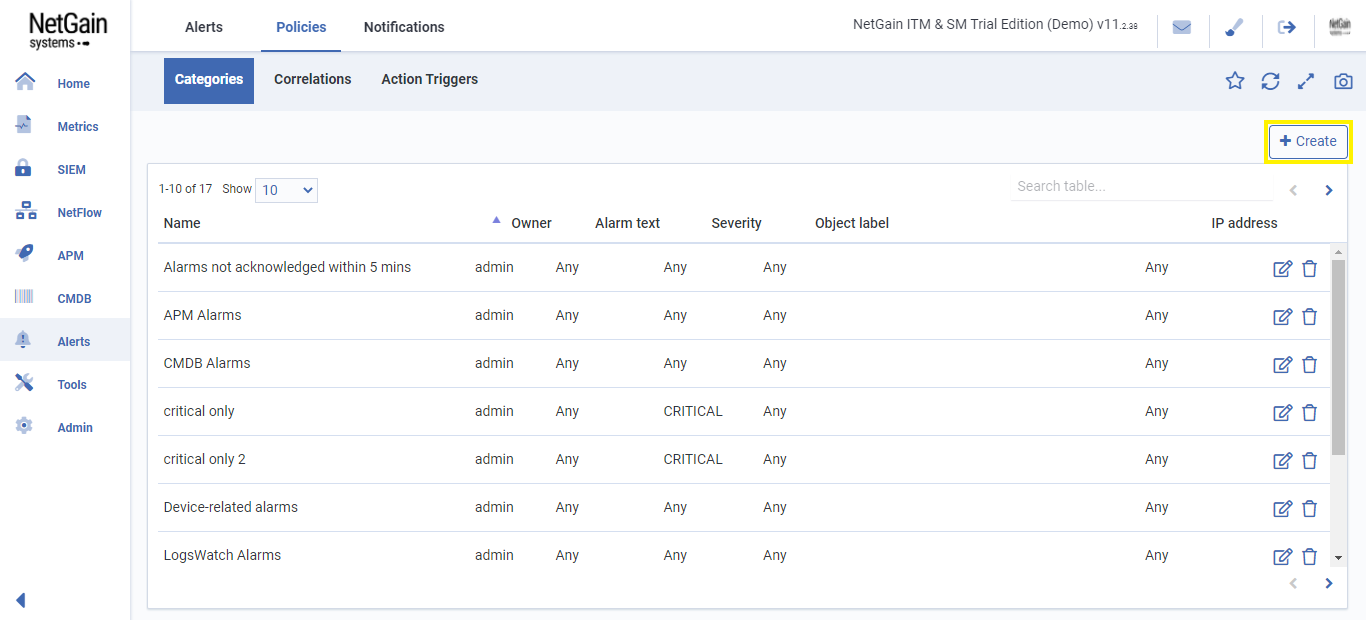 NetGain
systems
Alerts Policies Notifications
NetGain ITM & SM Trial Edition (Demo) v11.2.38
NetGain
Categories Correlations Action Triggers
Home
Metrics
SIEM
NetFlow
APM
CMDB
Alerts
Tools
Admin
+ Create
1-10 of 17 Show 10 Search table...
Name Owner Alarm text Severity Object label IP address
Alarms not acknowledged within 5 mins admin Any Any Any Any
APM Alarms admin Any Any Any Any
CMDB Alarms admin Any Any Any Any
critical only admin Any CRITICAL Any Any
critical only 2 admin Any CRITICAL Any Any
Device-related alarms admin Any Any Any Any
LogsWatch Alarms admin Any Any Any Any